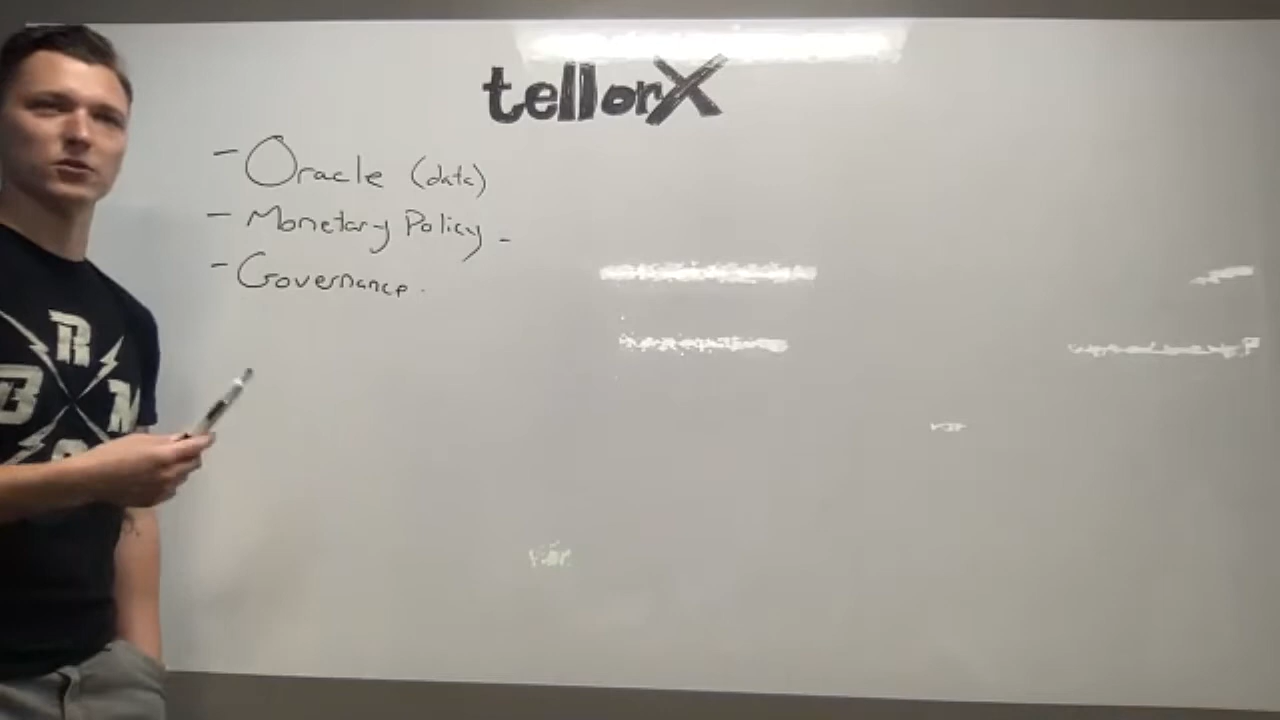 tellorX
- Oracle (data)
- Monetary Policy -
- Governance.
R
B M